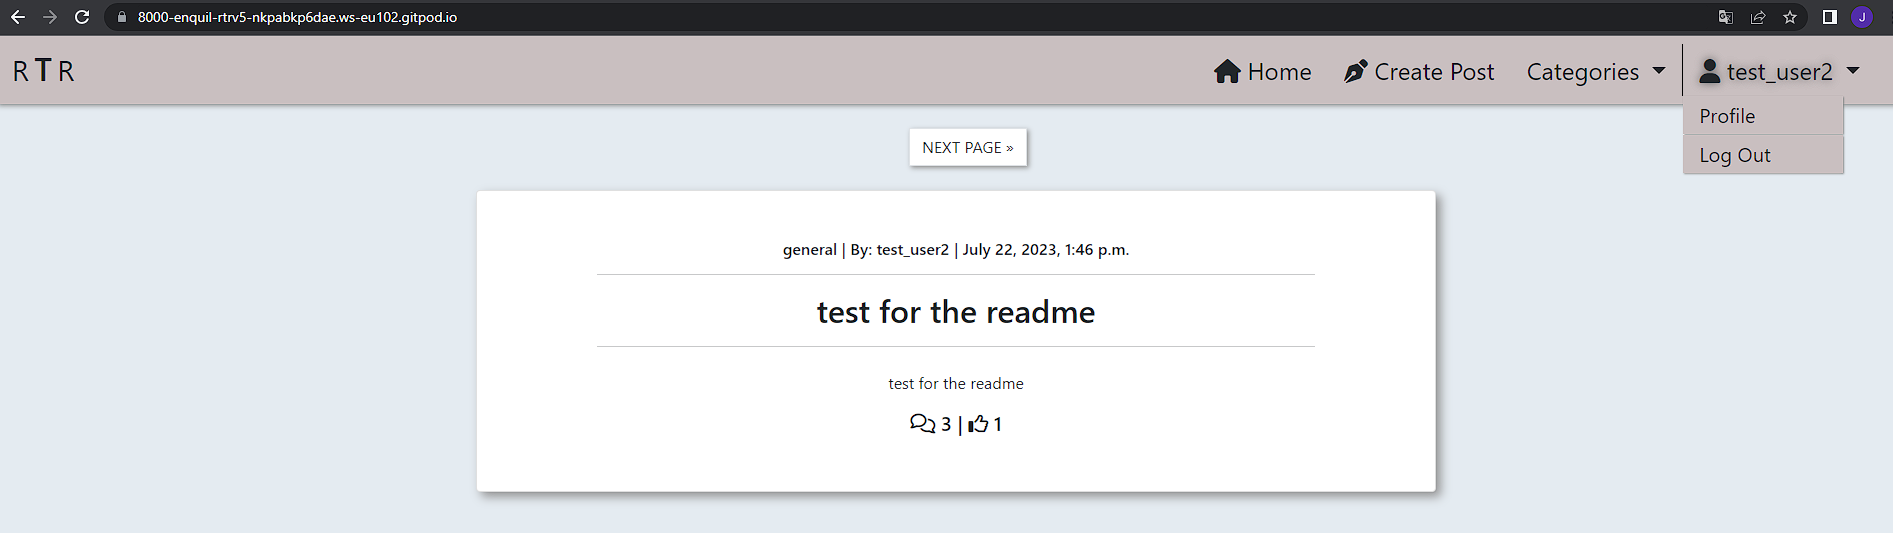 8000-enquil-rtrv5-nkpabkp6dae.ws-eu102.gitpod.io
J
R T R
Home
Create Post
Categories
test_user2
Profile
Log Out
NEXT PAGE »
general | By: test_user2 | July 22, 2023, 1:46 p.m.
test for the readme
test for the readme
3 | 1